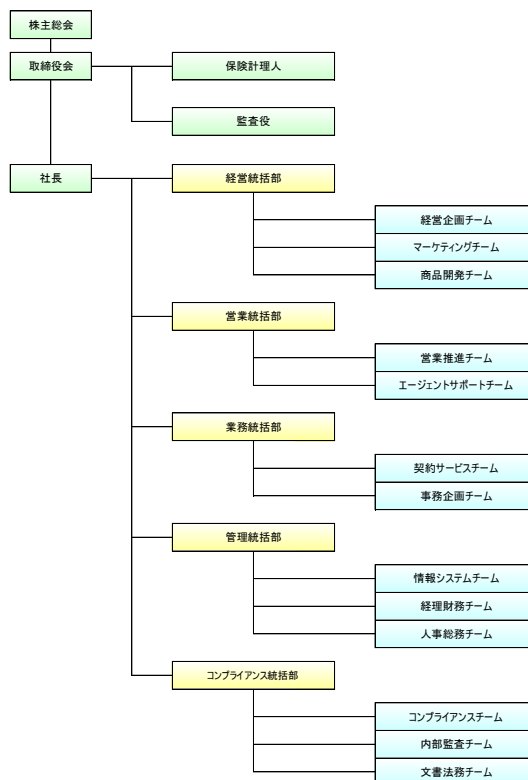 株主総会
取締役会
保険計理人
監査役
社長
経営統括部
経営企画チーム
マーケティングチーム
商品開発チーム
営業統括部
営業推進チーム
エージェントサポートチーム
業務統括部
契約サービスチーム
事務企画チーム
管理統括部
情報システムチーム
経理財務チーム
人事総務チーム
コンプライアンス統括部
コンプライアンスチーム
内部監査チーム
文書法務チーム